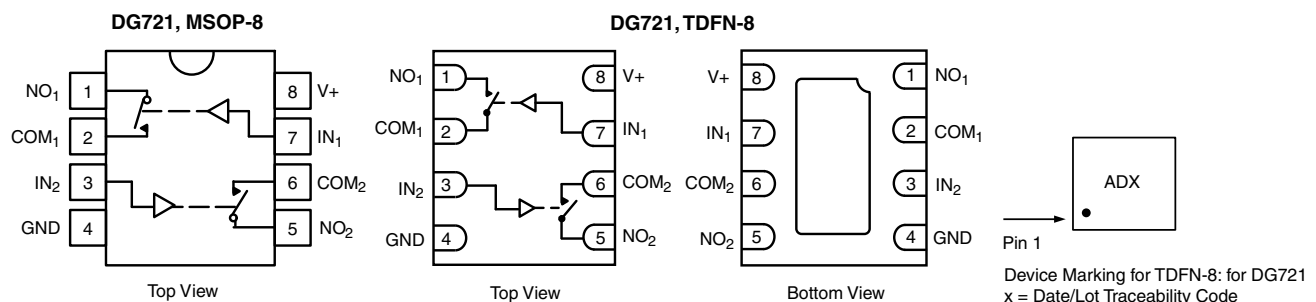 DG721, MSOP-8
NO1 1 8 V+
COM1 2 7 IN1
IN2 3 6 COM2
GND 4 5 NO2
Top View
DG721, TDFN-8
NO1 1 8 V+
COM1 2 7 IN1
IN2 3 6 COM2
GND 4 5 NO2
Top View
V+ 8 1 NO1
IN1 7 2 COM1
COM2 6 3 IN2
NO2 5 4 GND
Bottom View
ADX
Pin 1
Device Marking for TDFN-8: for DG721
x = Date/Lot Traceability Code